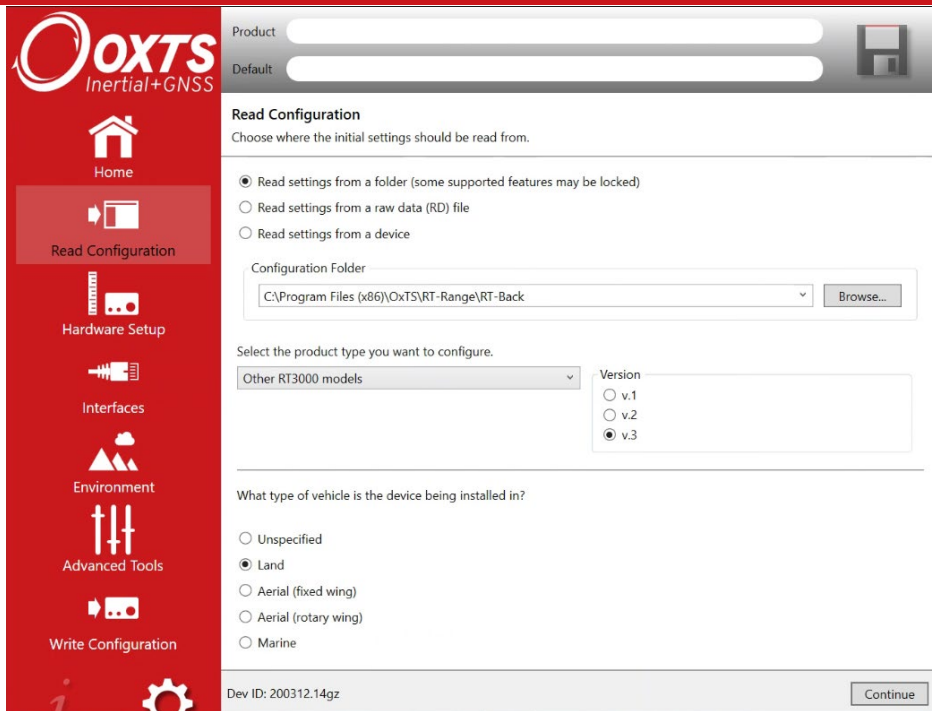 OXTS
Inertial+GNSS
Home
Read Configuration
Hardware Setup
Interfaces
Environment
Advanced Tools
Write Configuration
Product
Default
Read Configuration
Choose where the initial settings should be read from.
Read settings from a folder (some supported features may be locked)
Read settings from a raw data (RD) file
Read settings from a device
Configuration Folder
C:\Program Files (x86)\OxTS\RT-Range\RT-Back
Browse...
Select the product type you want to configure.
Other RT3000 models
Version
v.1
v.2
v.3
What type of vehicle is the device being installed in?
Unspecified
Land
Aerial (fixed wing)
Aerial (rotary wing)
Marine
Dev ID: 200312.14gz
Continue